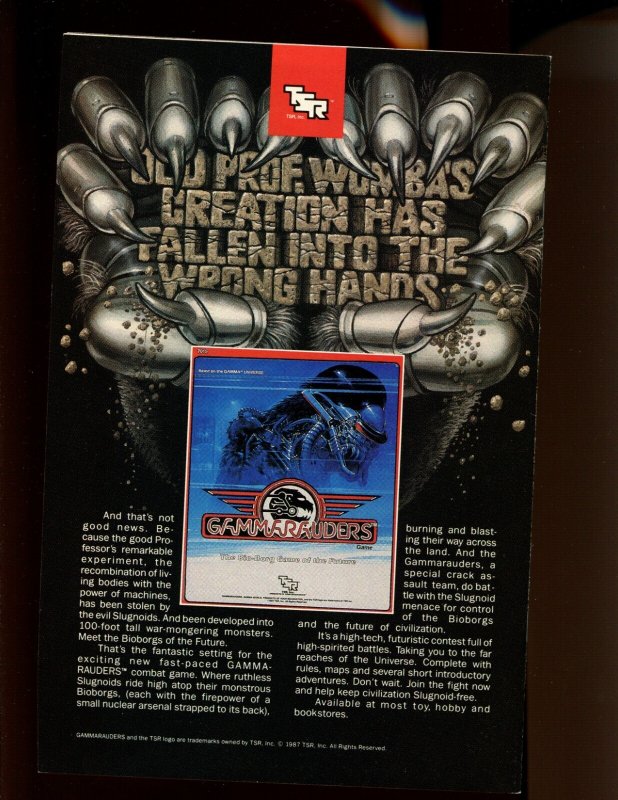 TSR
TM
TSR, Inc.
OLD PROF. WOMBA'S
CREATION HAS
FALLEN INTO THE
WRONG HANDS.
Based on the GAMMA™ UNIVERSE
GAMMARAUDERS™
Game
The Bio-Borg Game of the Future
TSR
And that's not
good news. Be-
cause the good Pro-
fessor's remarkable
experiment, the
recombination of liv-
ing bodies with the
power of machines,
has been stolen by
the evil Slugnoids. And been developed into
100-foot tall war-mongering monsters.
Meet the Bioborgs of the Future.
That's the fantastic setting for the
exciting new fast-paced GAMMA-
RAUDERS™ combat game. Where ruthless
Slugnoids ride high atop their monstrous
Bioborgs, (each with the firepower of a
small nuclear arsenal strapped to its back),
burning and blast-
ing their way across
the land. And the
Gammarauders, a
special crack as-
sault team, do bat-
tle with the Slugnoid
menace for control
of the Bioborgs
and the future of civilization.
It's a high-tech, futuristic contest full of
high-spirited battles. Taking you to the far
reaches of the Universe. Complete with
rules, maps and several short introductory
adventures. Don't wait. Join the fight now
and help keep civilization Slugnoid-free.
Available at most toy, hobby and
bookstores.
GAMMARAUDERS and the TSR logo are trademarks owned by TSR, Inc. © 1987 TSR, Inc. All Rights Reserved.